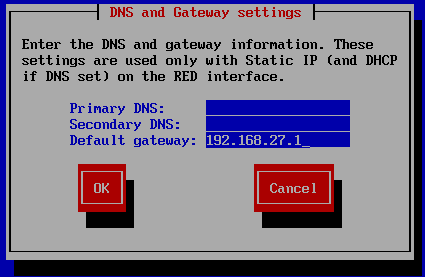 DNS and Gateway settings
Enter the DNS and gateway information. These
settings are used only with Static IP (and DHCP
if DNS set) on the RED interface.
Primary DNS:
Secondary DNS:
Default gateway: 192.168.27.1_
OK Cancel